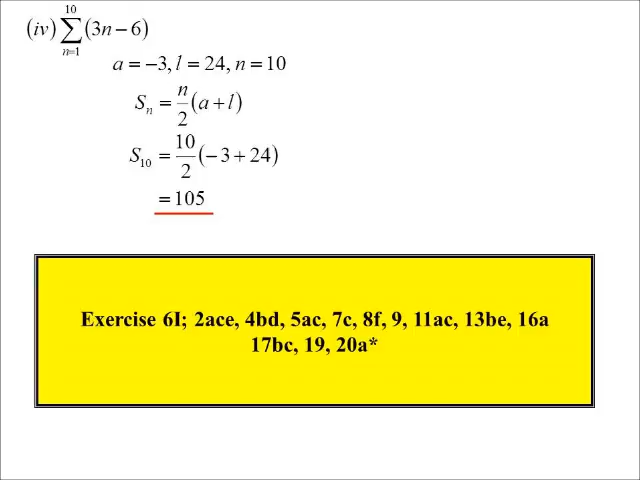 (iv) ∑_{n=1}^{10} (3n − 6)
a = −3, l = 24, n = 10
S_n = n/2 (a + l)
S_10 = 10/2 (−3 + 24)
= 105
Exercise 6I; 2ace, 4bd, 5ac, 7c, 8f, 9, 11ac, 13be, 16a
17bc, 19, 20a*